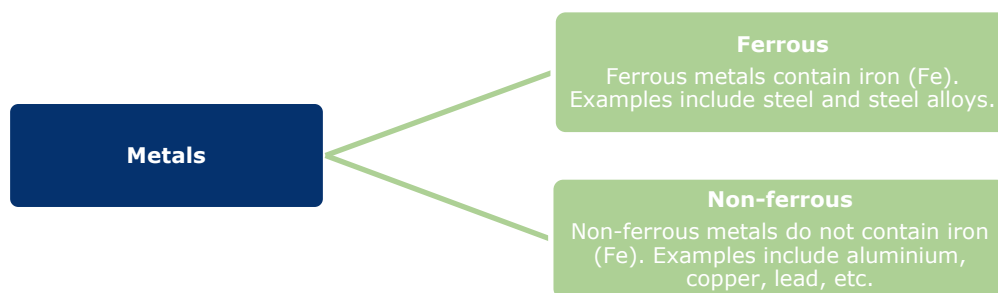 Ferrous
Ferrous metals contain iron (Fe).
Examples include steel and steel alloys.
Metals
Non-ferrous
Non-ferrous metals do not contain iron
(Fe). Examples include aluminium,
copper, lead, etc.